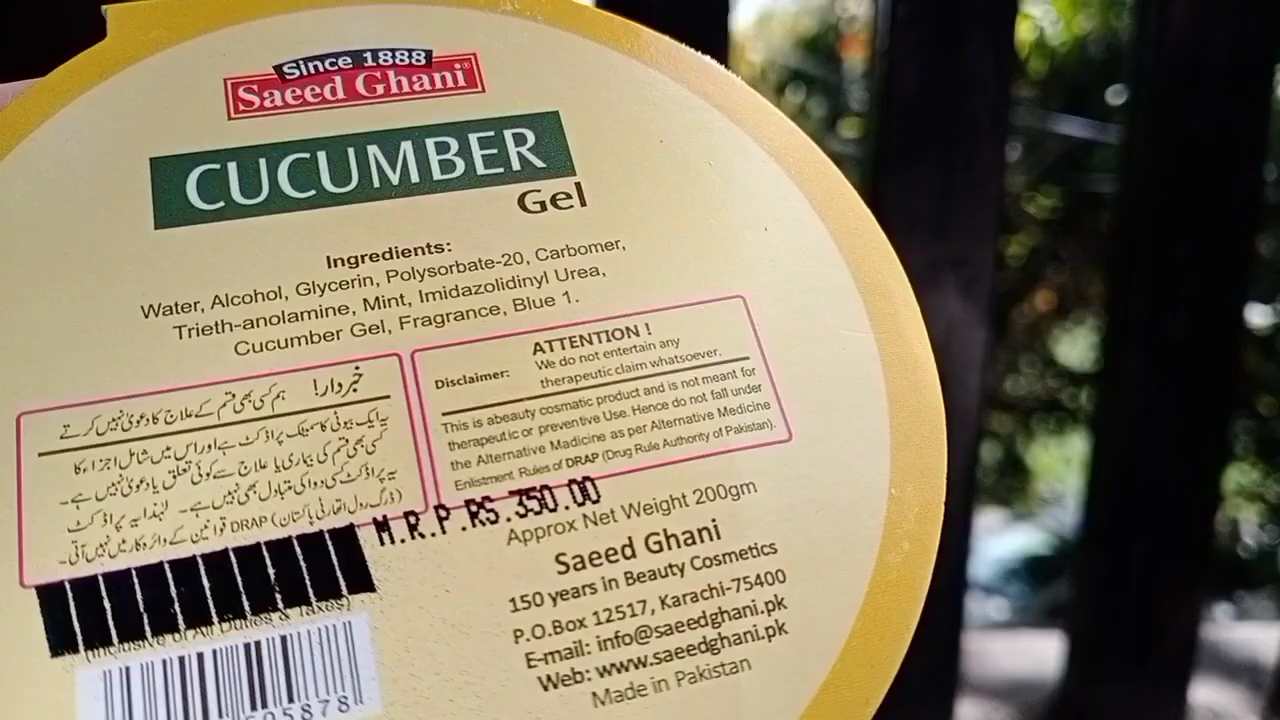 Since 1888
Saeed Ghani®
CUCUMBER
Gel
Ingredients:
Water, Alcohol, Glycerin, Polysorbate-20, Carbomer,
Trieth-anolamine, Mint, Imidazolidinyl Urea,
Cucumber Gel, Fragrance, Blue 1.
خبردار! ہم کسی بھی قسم کے علاج کا دعویٰ نہیں کرتے
یہ ایک بیوٹی کاسمیٹک پراڈکٹ ہے اور اس میں شامل اجزاء کا
کسی بھی قسم کی بیماری یا علاج سے کوئی تعلق یا دعویٰ نہیں ہے۔
یہ پراڈکٹ کسی دوا کی متبادل بھی نہیں ہے۔ لہٰذا یہ پراڈکٹ
(ڈرگ رول اتھارٹی پاکستان) DRAP قوانین کے دائرہ کار میں نہیں آتی۔
ATTENTION !
Disclaimer: We do not entertain any
therapeutic claim whatsoever.
This is abeauty cosmatic product and is not meant for
therapeutic or preventive Use. Hence do not fall under
the Alternative Madicine as per Alternative Medicine
Enlistment Rules of DRAP (Drug Rule Authority of Pakistan).
M.R.P.RS.350.00
(Inclusive of All Duties & Taxes)
Approx Net Weight 200gm
Saeed Ghani
150 years in Beauty Cosmetics
P.O.Box 12517, Karachi-75400
E-mail: info@saeedghani.pk
Web: www.saeedghani.pk
Made in Pakistan
5878